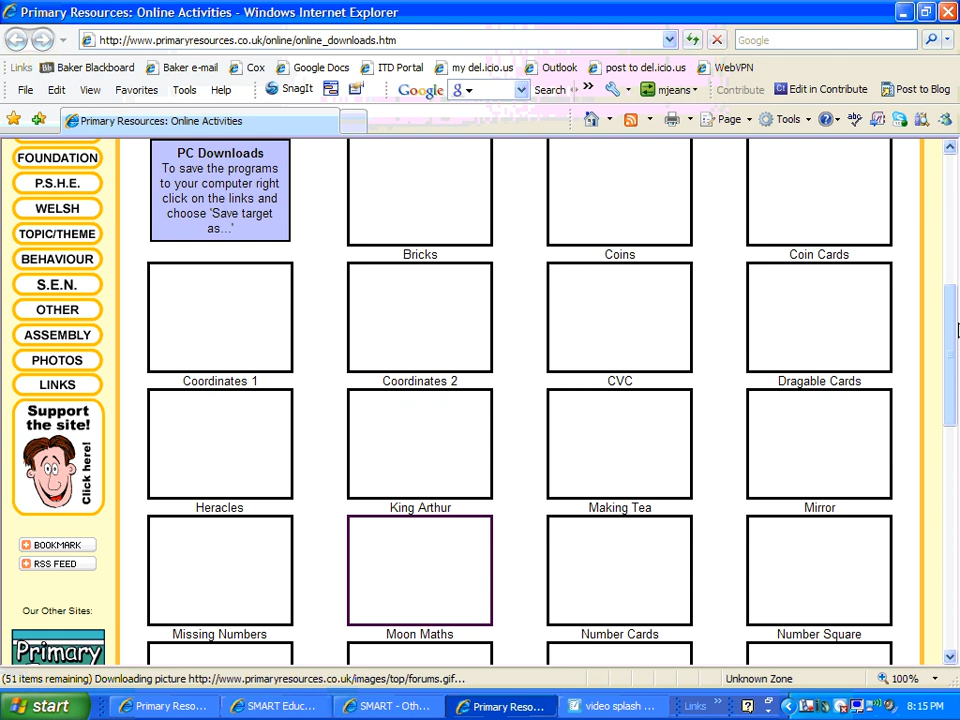 Primary Resources: Online Activities - Windows Internet Explorer
http://www.primaryresources.co.uk/online/online_downloads.htm
Google
Links Baker Blackboard Baker e-mail Cox Google Docs ITD Portal my del.icio.us Outlook post to del.icio.us WebVPN
File Edit View Favorites Tools Help SnagIt Google Search mjeans Contribute Edit in Contribute Post to Blog
Primary Resources: Online Activities
Page Tools
FOUNDATION
P.S.H.E.
WELSH
TOPIC/THEME
BEHAVIOUR
S.E.N.
OTHER
ASSEMBLY
PHOTOS
LINKS
Support
the site!
Click here!
BOOKMARK
RSS FEED
Our Other Sites:
Primary
PC Downloads
To save the programs
to your computer right
click on the links and
choose 'Save target
as...'
Bricks Coins Coin Cards
Coordinates 1 Coordinates 2 CVC Dragable Cards
Heracles King Arthur Making Tea Mirror
Missing Numbers Moon Maths Number Cards Number Square
(51 items remaining) Downloading picture http://www.primaryresources.co.uk/images/top/forums.gif...
Unknown Zone
100%
start Primary Reso... SMART Educ... SMART - Oth... Primary Reso... video splash ... Links 8:15 PM